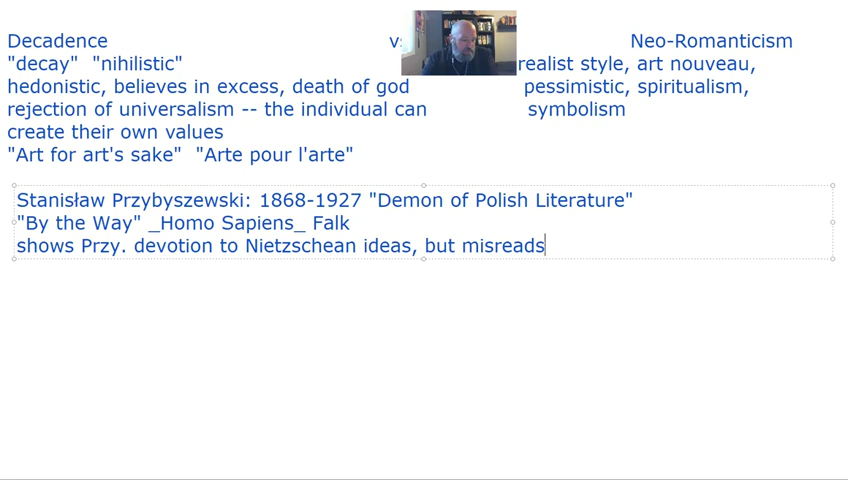 Decadence vs Neo-Romanticism
"decay" "nihilistic" realist style, art nouveau,
hedonistic, believes in excess, death of god pessimistic, spiritualism,
rejection of universalism -- the individual can symbolism
create their own values
"Art for art's sake" "Arte pour l'arte"
Stanisław Przybyszewski: 1868-1927 "Demon of Polish Literature"
"By the Way" _Homo Sapiens_ Falk
shows Przy. devotion to Nietzschean ideas, but misreads